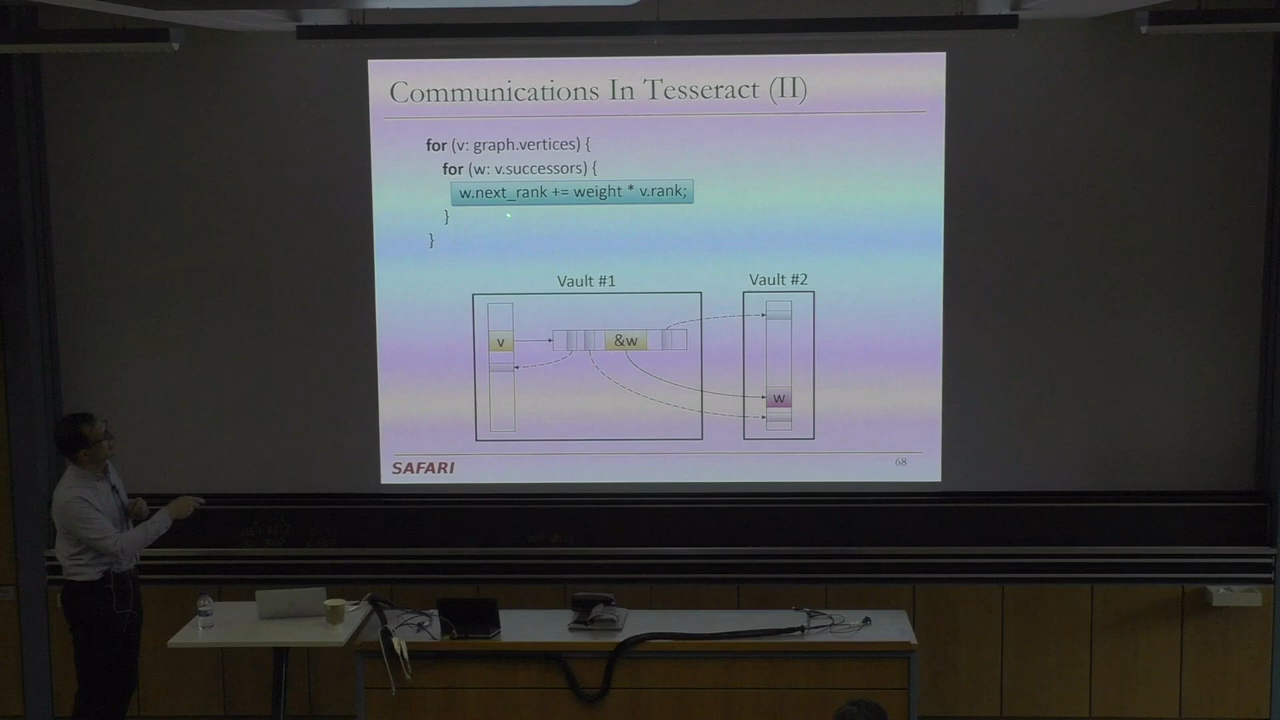 Communications In Tesseract (II)
for (v: graph.vertices) {
for (w: v.successors) {
w.next_rank += weight * v.rank;
}
}
Vault #1
Vault #2
v
&w
w
SAFARI
68